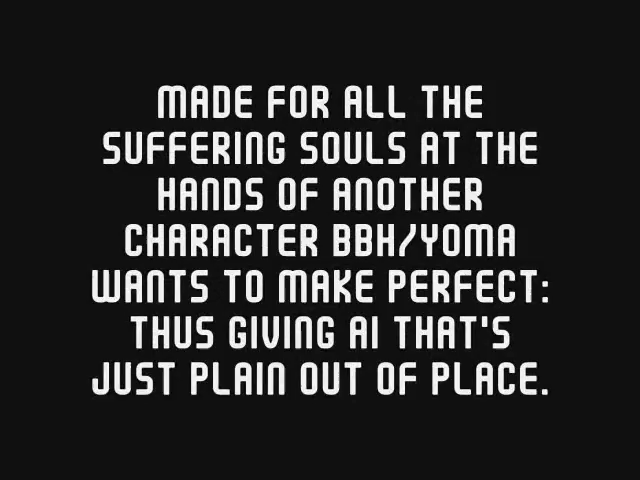 MADE FOR ALL THE
SUFFERING SOULS AT THE
HANDS OF ANOTHER
CHARACTER BBH/YOMA
WANTS TO MAKE PERFECT:
THUS GIVING AI THAT'S
JUST PLAIN OUT OF PLACE.